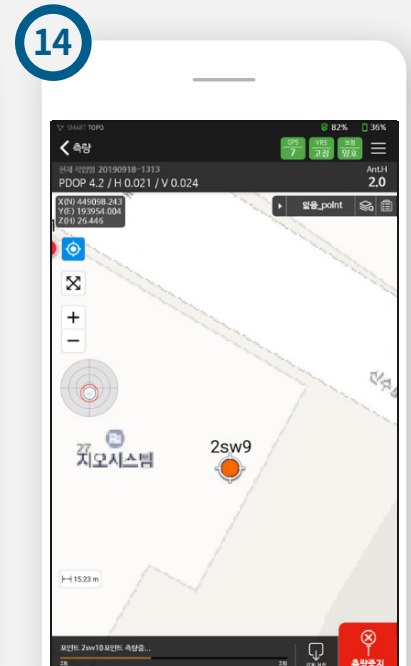 14
SMART TOPO
82%
36%
측량
GPS
7
VRS
고정
보정
양호
현재 작업명 20190918-1313
PDOP 4.2 / H 0.021 / V 0.024
Ant.H
2.0
X(N) 449098.243
Y(E) 193954.004
Z(H) 26.446
없음_point
+
−
27
지오시스템
2sw9
15.23 m
포인트 2sw10 포인트 측량중...
측량중지